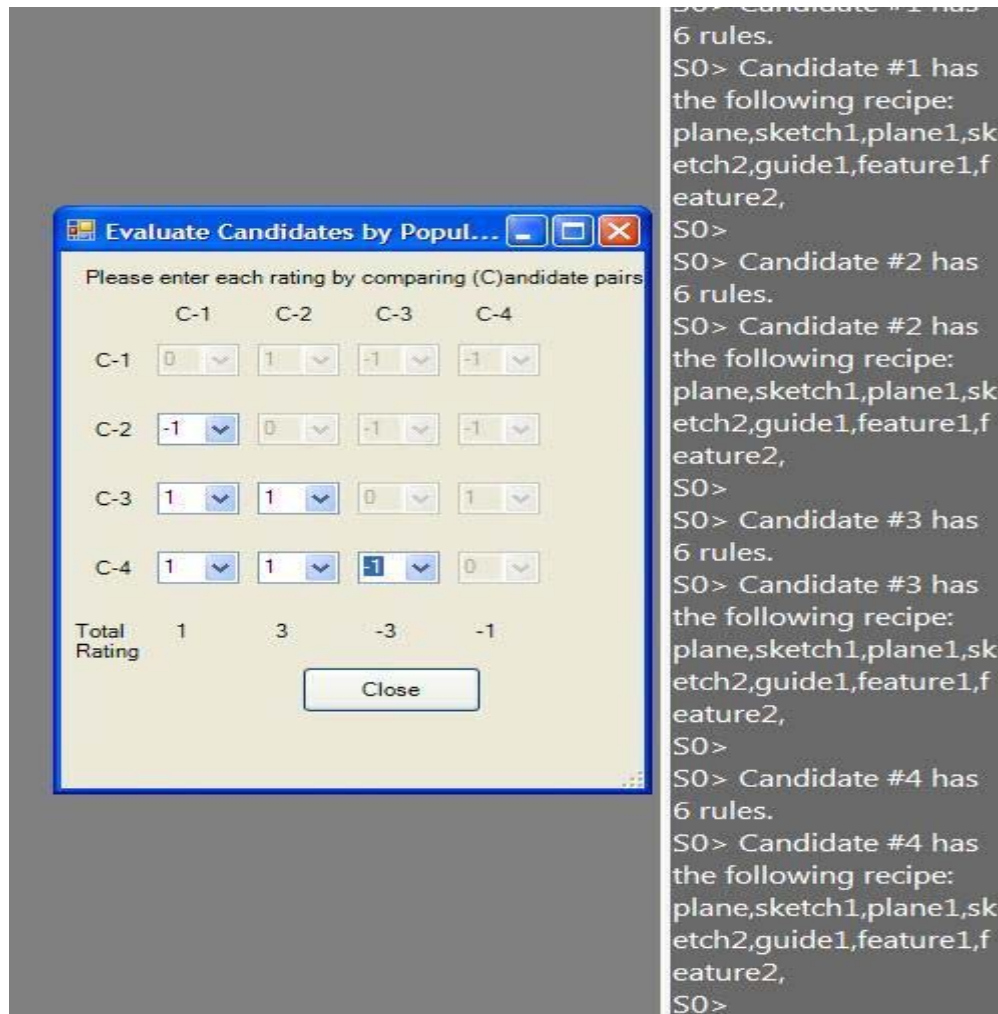 Evaluate Candidates by Popul...
Please enter each rating by comparing (C)andidate pairs
C-1 C-2 C-3 C-4
C-1 0 1 -1 -1
C-2 -1 0 -1 -1
C-3 1 1 0 1
C-4 1 1 -1 0
Total Rating 1 3 -3 -1
Close
S0> Candidate #1 has
6 rules.
S0> Candidate #1 has
the following recipe:
plane,sketch1,plane1,sk
etch2,guide1,feature1,f
eature2,
S0>
S0> Candidate #2 has
6 rules.
S0> Candidate #2 has
the following recipe:
plane,sketch1,plane1,sk
etch2,guide1,feature1,f
eature2,
S0>
S0> Candidate #3 has
6 rules.
S0> Candidate #3 has
the following recipe:
plane,sketch1,plane1,sk
etch2,guide1,feature1,f
eature2,
S0>
S0> Candidate #4 has
6 rules.
S0> Candidate #4 has
the following recipe:
plane,sketch1,plane1,sk
etch2,guide1,feature1,f
eature2,
S0>